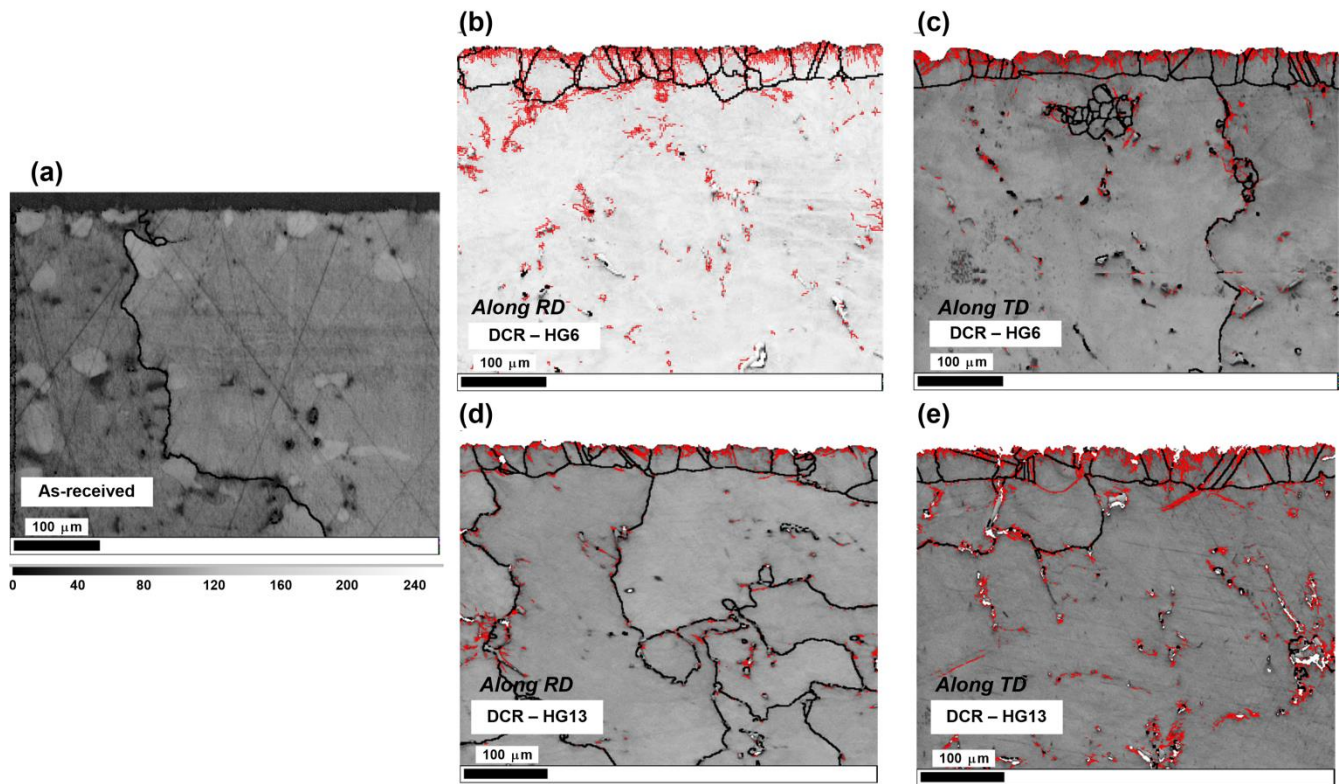 (a)
As-received
100 μm
0 40 80 120 160 200 240
(b)
Along RD
DCR – HG6
100 μm
(c)
Along TD
DCR – HG6
100 μm
(d)
Along RD
DCR – HG13
100 μm
(e)
Along TD
DCR – HG13
100 μm